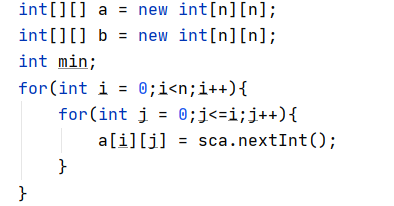 int[][] a = new int[n][n];
int[][] b = new int[n][n];
int min;
for(int i = 0;i<n;i++){
    for(int j = 0;j<=i;j++){
        a[i][j] = sca.nextInt();
    }
}